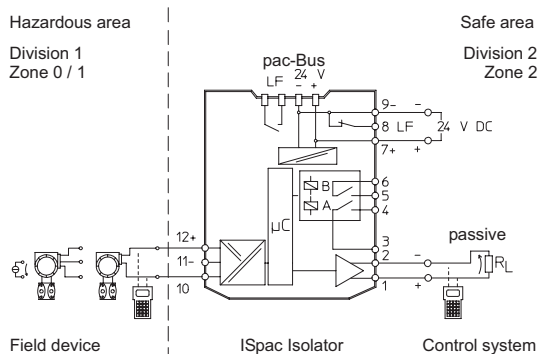 Hazardous area
Safe area
Division 1
Zone 0 / 1
Division 2
Zone 2
pac-Bus
LF 24 V
- +
9-
-
8 LF
24 V DC
7+
+
6
5
4
B
A
µC
3
2
1
12+
11-
10
passive
-
+
RL
Field device
ISpac Isolator
Control system